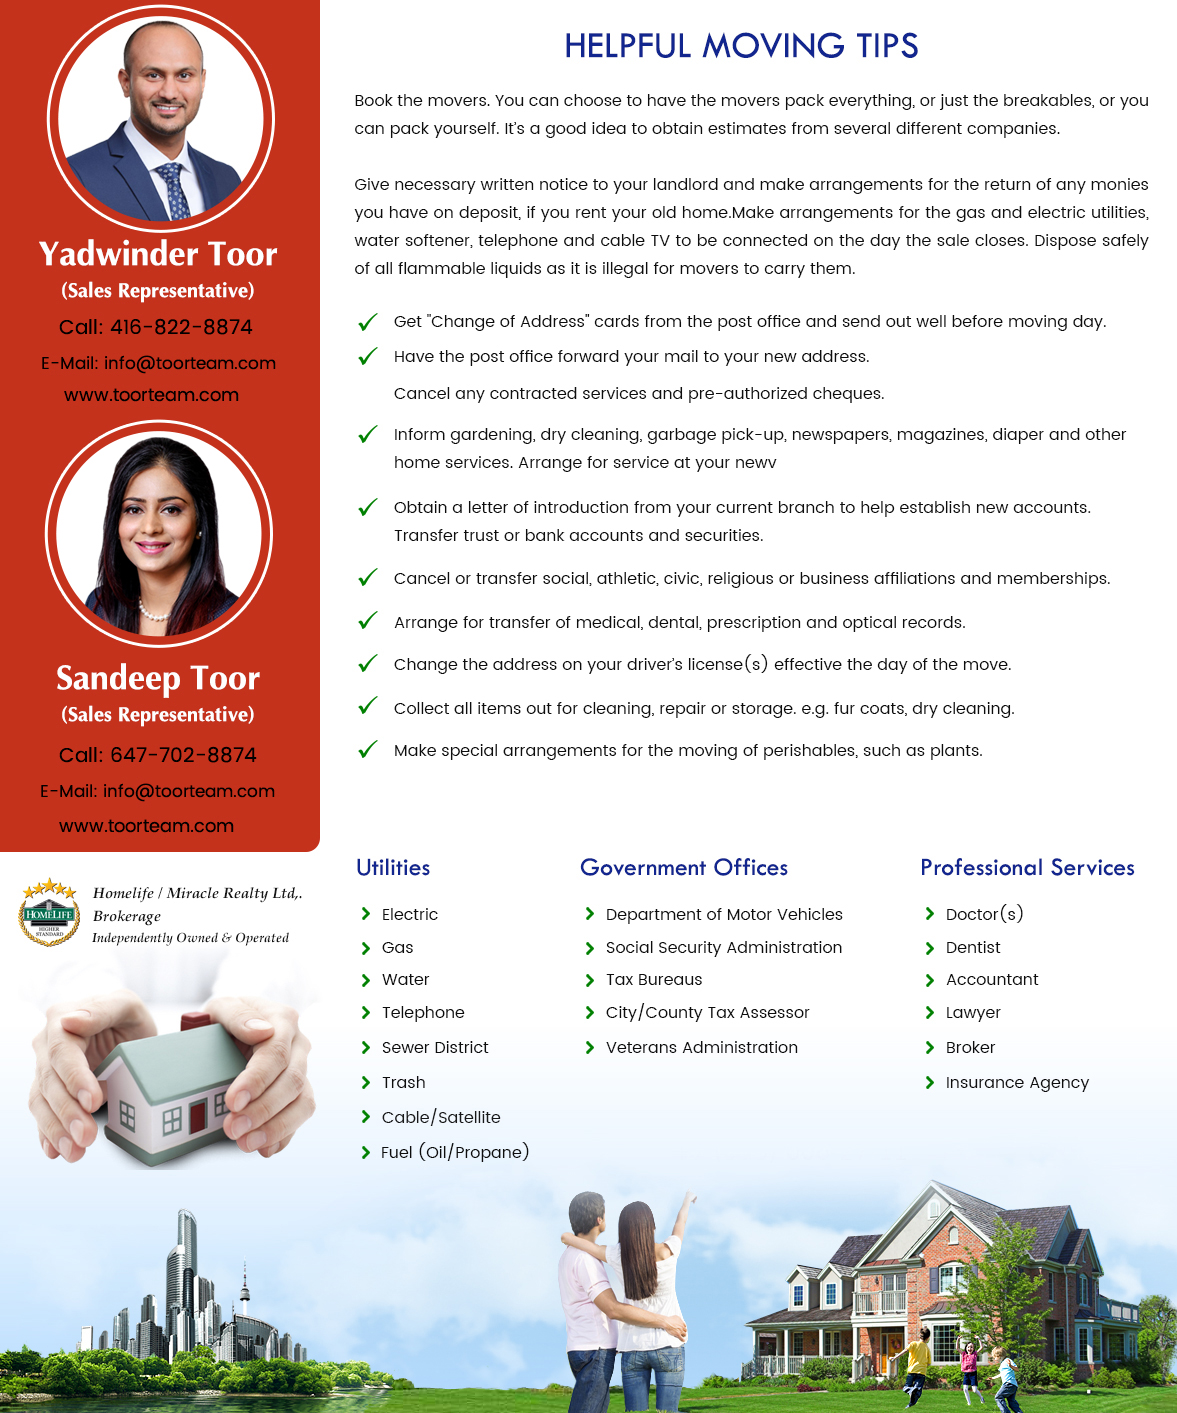 Yadwinder Toor
(Sales Representative)
Call: 416-822-8874
E-Mail: info@toorteam.com
www.toorteam.com
Sandeep Toor
(Sales Representative)
Call: 647-702-8874
E-Mail: info@toorteam.com
www.toorteam.com
HOMELIFE
HIGHER
STANDARD
Homelife / Miracle Realty Ltd,.
Brokerage
Independently Owned & Operated
HELPFUL MOVING TIPS
Book the movers. You can choose to have the movers pack everything, or just the breakables, or you
can pack yourself. It's a good idea to obtain estimates from several different companies.
Give necessary written notice to your landlord and make arrangements for the return of any monies
you have on deposit, if you rent your old home.Make arrangements for the gas and electric utilities,
water softener, telephone and cable TV to be connected on the day the sale closes. Dispose safely
of all flammable liquids as it is illegal for movers to carry them.
Get "Change of Address" cards from the post office and send out well before moving day.
Have the post office forward your mail to your new address.
Cancel any contracted services and pre-authorized cheques.
Inform gardening, dry cleaning, garbage pick-up, newspapers, magazines, diaper and other
home services. Arrange for service at your newv
Obtain a letter of introduction from your current branch to help establish new accounts.
Transfer trust or bank accounts and securities.
Cancel or transfer social, athletic, civic, religious or business affiliations and memberships.
Arrange for transfer of medical, dental, prescription and optical records.
Change the address on your driver's license(s) effective the day of the move.
Collect all items out for cleaning, repair or storage. e.g. fur coats, dry cleaning.
Make special arrangements for the moving of perishables, such as plants.
Utilities
Electric
Gas
Water
Telephone
Sewer District
Trash
Cable/Satellite
Fuel (Oil/Propane)
Government Offices
Department of Motor Vehicles
Social Security Administration
Tax Bureaus
City/County Tax Assessor
Veterans Administration
Professional Services
Doctor(s)
Dentist
Accountant
Lawyer
Broker
Insurance Agency